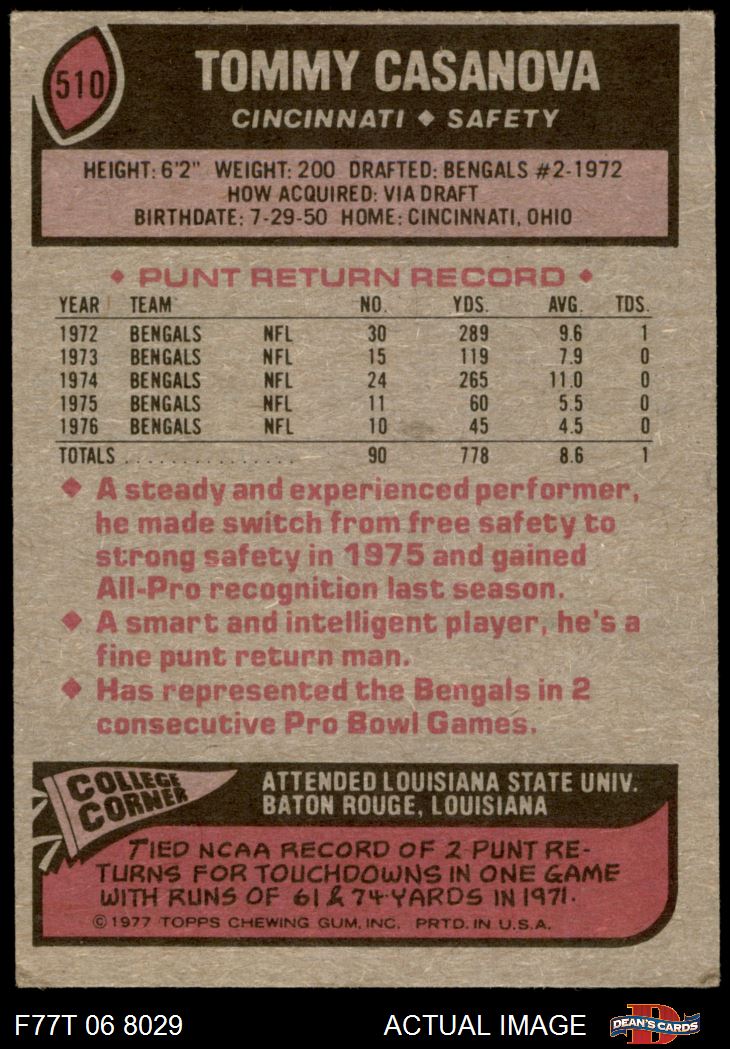 510
TOMMY CASANOVA
CINCINNATI ◆ SAFETY
HEIGHT: 6'2" WEIGHT: 200 DRAFTED: BENGALS #2-1972
HOW ACQUIRED: VIA DRAFT
BIRTHDATE: 7-29-50 HOME: CINCINNATI, OHIO
◆ PUNT RETURN RECORD ◆
YEAR TEAM NO. YDS. AVG. TDS.
1972 BENGALS NFL 30 289 9.6 1
1973 BENGALS NFL 15 119 7.9 0
1974 BENGALS NFL 24 265 11.0 0
1975 BENGALS NFL 11 60 5.5 0
1976 BENGALS NFL 10 45 4.5 0
TOTALS . . . . . . . . . . . . . . 90 778 8.6 1
◆ A steady and experienced performer,
he made switch from free safety to
strong safety in 1975 and gained
All-Pro recognition last season.
◆ A smart and intelligent player, he's a
fine punt return man.
◆ Has represented the Bengals in 2
consecutive Pro Bowl Games.
COLLEGE
CORNER
ATTENDED LOUISIANA STATE UNIV.
BATON ROUGE, LOUISIANA
TIED NCAA RECORD OF 2 PUNT RE-
TURNS FOR TOUCHDOWNS IN ONE GAME
WITH RUNS OF 61 & 74-YARDS IN 1971.
© 1977 TOPPS CHEWING GUM, INC. PRTD. IN U.S.A.
F77T 06 8029 ACTUAL IMAGE DEAN'S CARDS